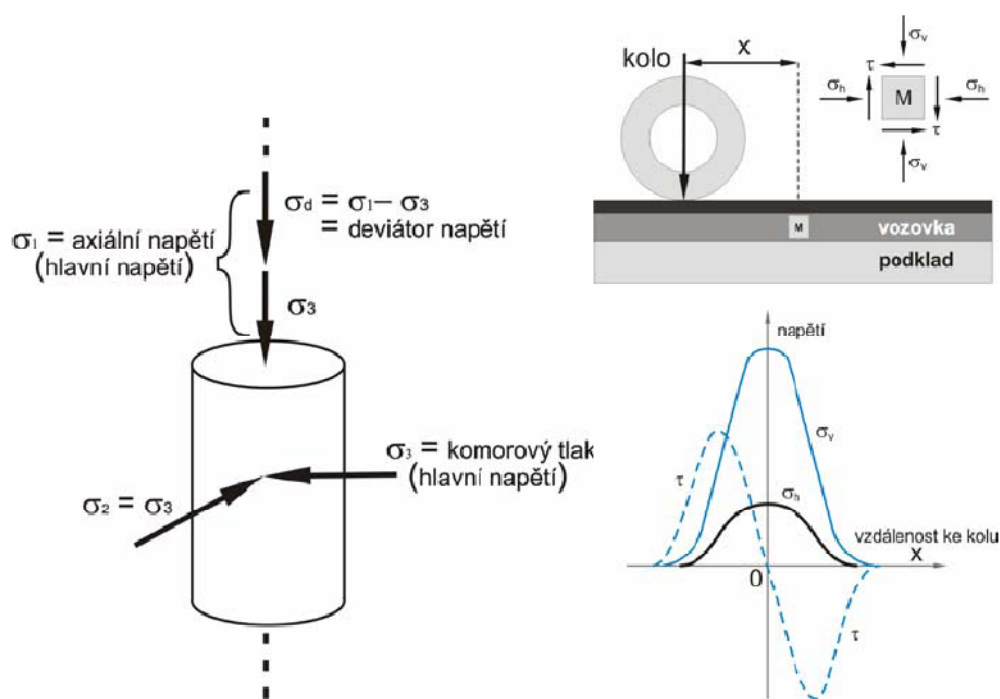 σd = σ1− σ3
= deviátor napětí
σ1 = axiální napětí
(hlavní napětí)
σ3
σ3 = komorový tlak
(hlavní napětí)
σ2 = σ3
kolo
X
σv
τ
σh
M
σh
τ
σv
M
vozovka
podklad
napětí
σv
τ
σh
vzdálenost ke kolu
X
0
τ